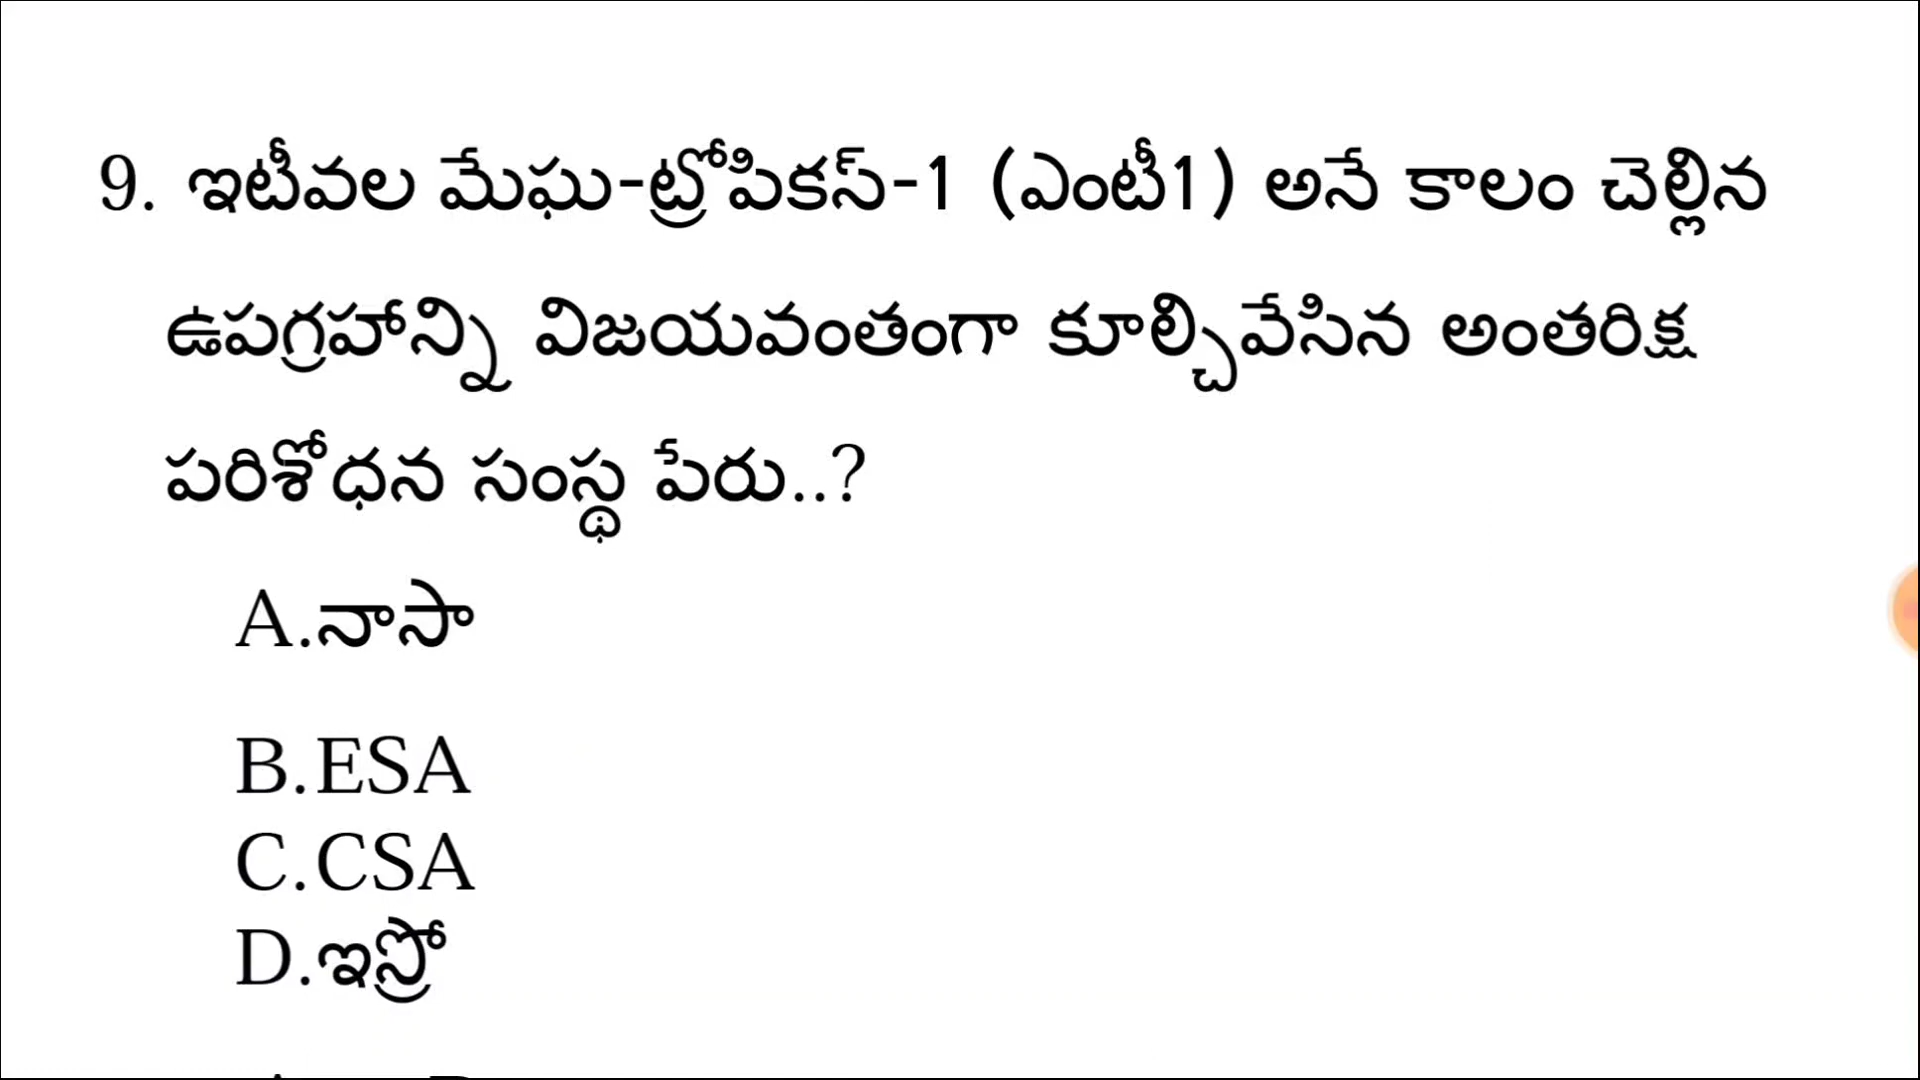 9. ఇటీవల మేఘ-ట్రోపికస్-1 (ఎంటీ1) అనే కాలం చెల్లిన
ఉపగ్రహాన్ని విజయవంతంగా కూల్చివేసిన అంతరిక్ష
పరిశోధన సంస్థ పేరు..?
A.నాసా
B.ESA
C.CSA
D.ఇస్రో